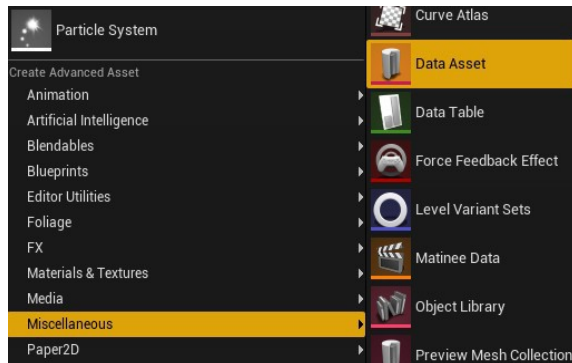 Particle System
Create Advanced Asset
Animation
Artificial Intelligence
Blendables
Blueprints
Editor Utilities
Foliage
FX
Materials & Textures
Media
Miscellaneous
Paper2D
Curve Atlas
Data Asset
Data Table
Force Feedback Effect
Level Variant Sets
Matinee Data
Object Library
Preview Mesh Collection